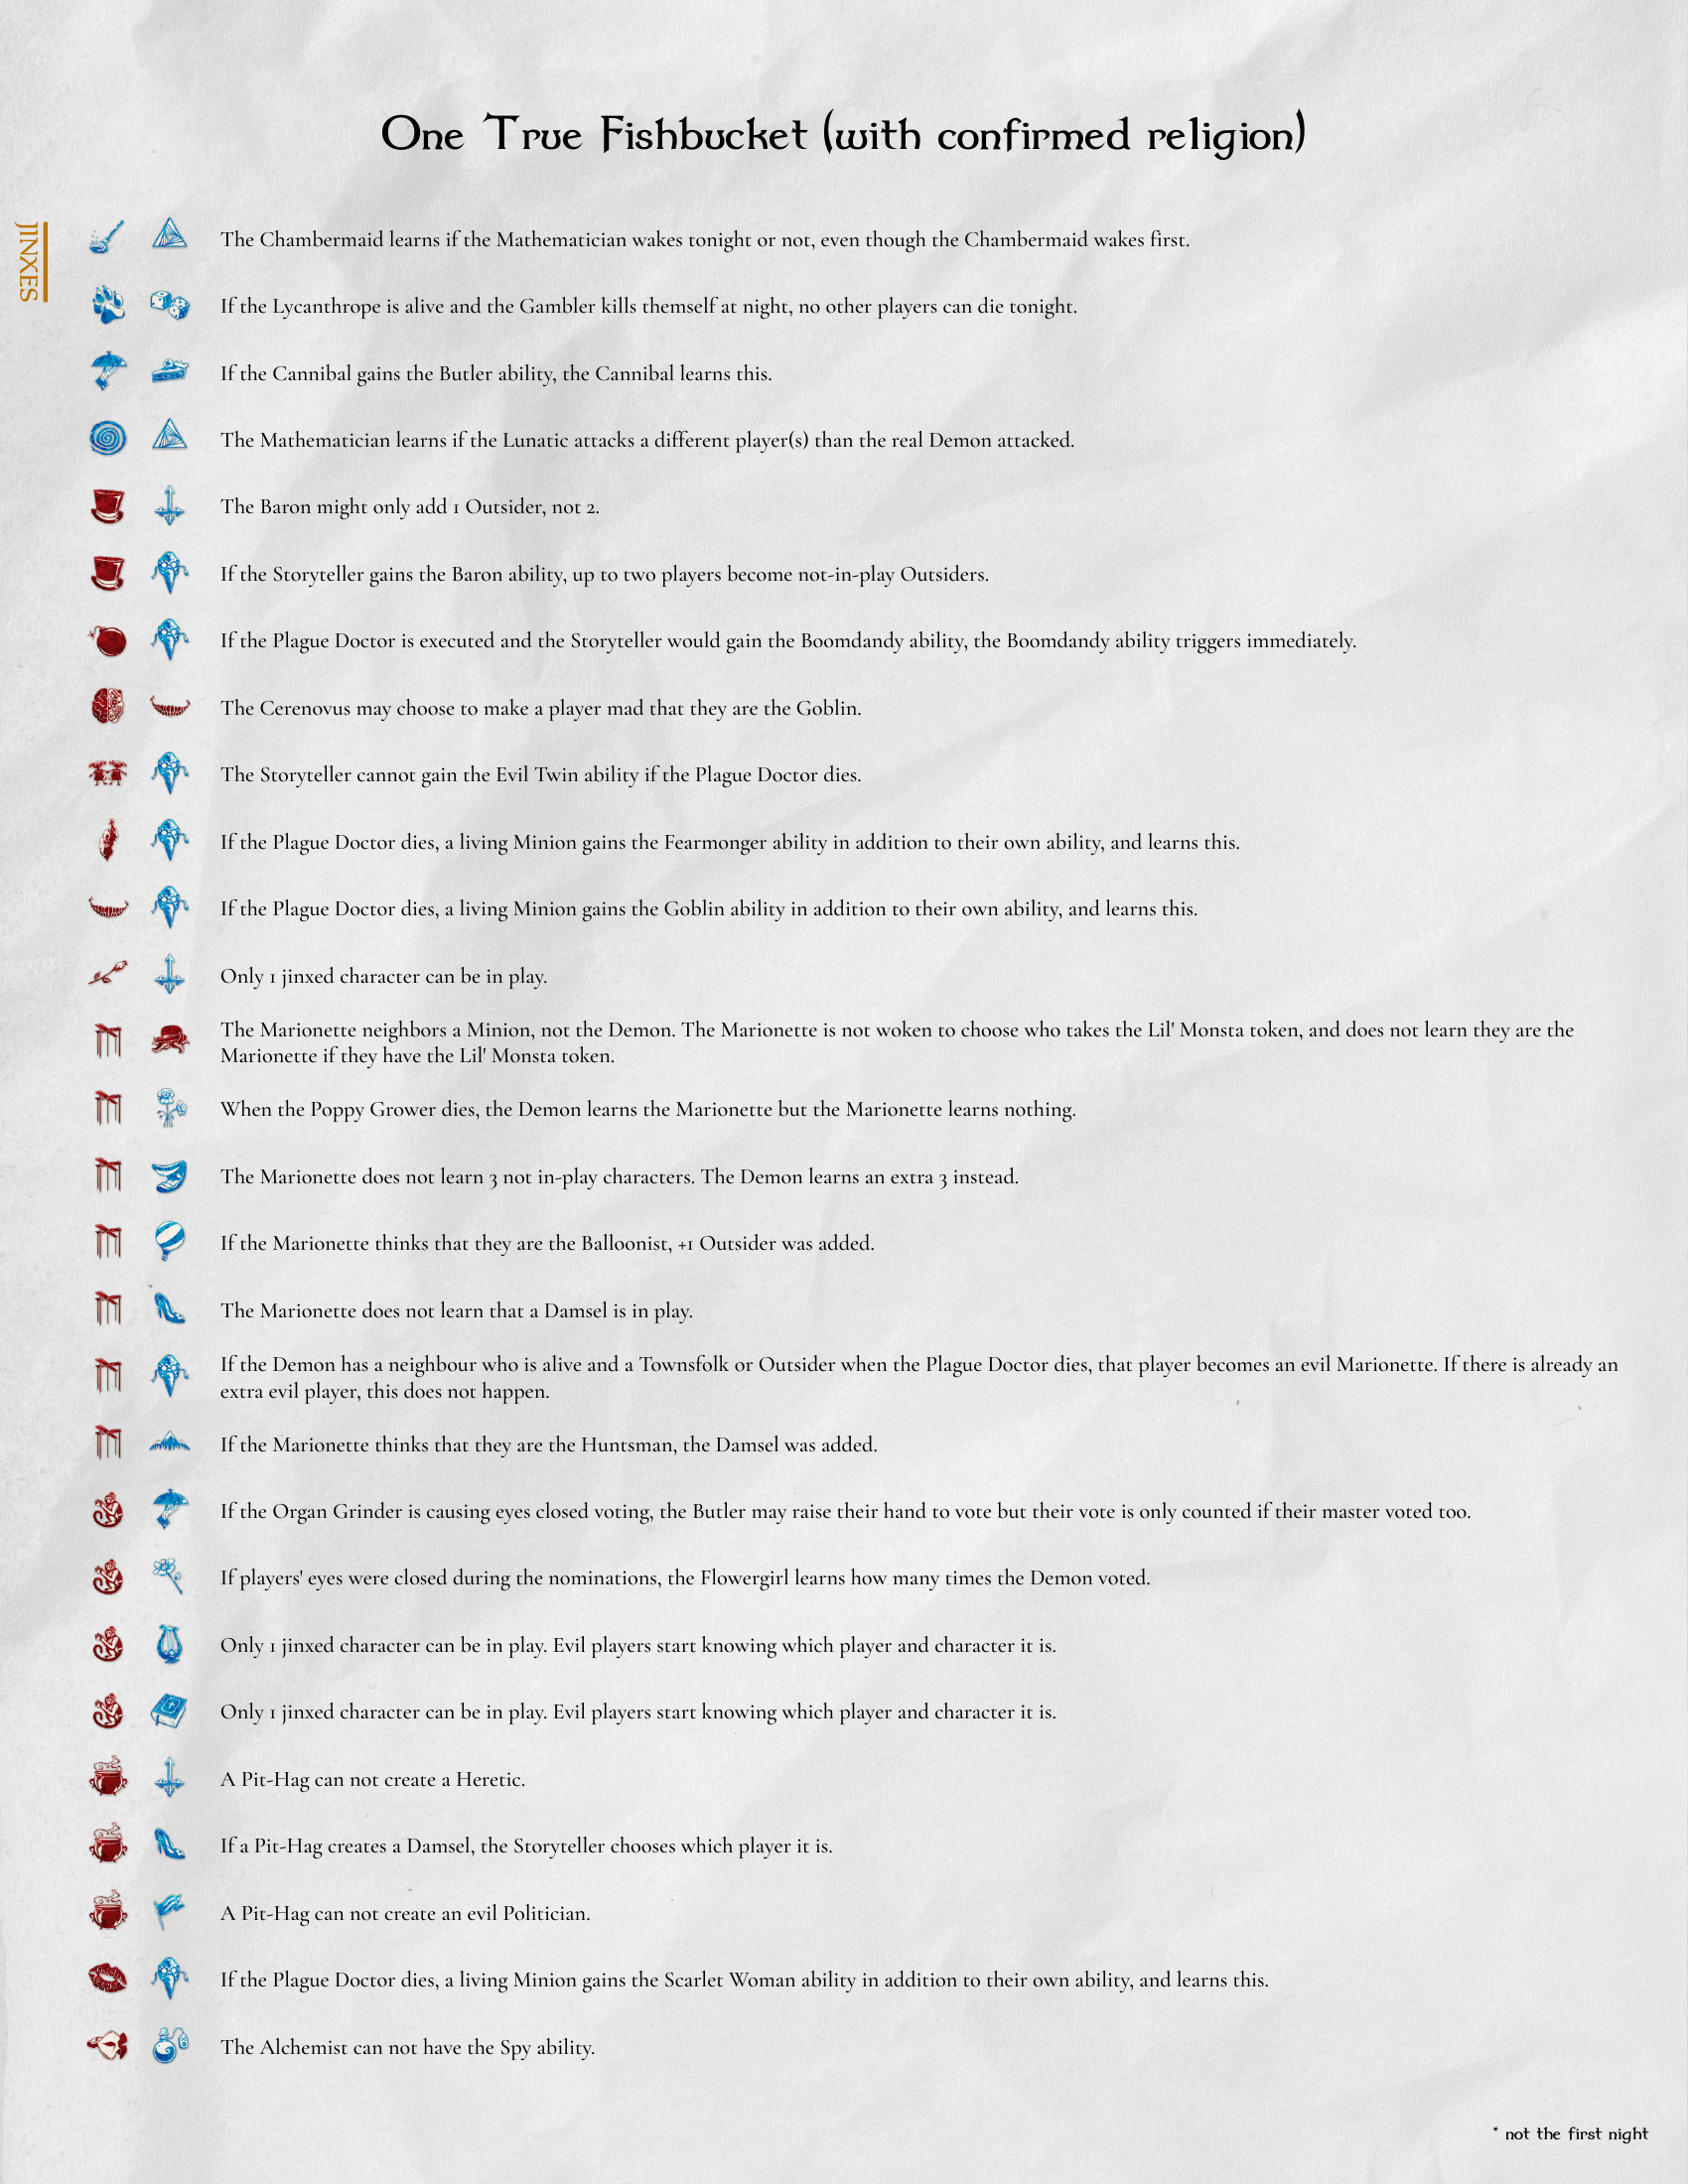 One True Fishbucket (with confirmed religion)
JINXES
The Chambermaid learns if the Mathematician wakes tonight or not, even though the Chambermaid wakes first.
If the Lycanthrope is alive and the Gambler kills themself at night, no other players can die tonight.
If the Cannibal gains the Butler ability, the Cannibal learns this.
The Mathematician learns if the Lunatic attacks a different player(s) than the real Demon attacked.
The Baron might only add 1 Outsider, not 2.
If the Storyteller gains the Baron ability, up to two players become not-in-play Outsiders.
If the Plague Doctor is executed and the Storyteller would gain the Boomdandy ability, the Boomdandy ability triggers immediately.
The Cerenovus may choose to make a player mad that they are the Goblin.
The Storyteller cannot gain the Evil Twin ability if the Plague Doctor dies.
If the Plague Doctor dies, a living Minion gains the Fearmonger ability in addition to their own ability, and learns this.
If the Plague Doctor dies, a living Minion gains the Goblin ability in addition to their own ability, and learns this.
Only 1 jinxed character can be in play.
The Marionette neighbors a Minion, not the Demon. The Marionette is not woken to choose who takes the Lil' Monsta token, and does not learn they are the
Marionette if they have the Lil' Monsta token.
When the Poppy Grower dies, the Demon learns the Marionette but the Marionette learns nothing.
The Marionette does not learn 3 not in-play characters. The Demon learns an extra 3 instead.
If the Marionette thinks that they are the Balloonist, +1 Outsider was added.
The Marionette does not learn that a Damsel is in play.
If the Demon has a neighbour who is alive and a Townsfolk or Outsider when the Plague Doctor dies, that player becomes an evil Marionette. If there is already an
extra evil player, this does not happen.
If the Marionette thinks that they are the Huntsman, the Damsel was added.
If the Organ Grinder is causing eyes closed voting, the Butler may raise their hand to vote but their vote is only counted if their master voted too.
If players' eyes were closed during the nominations, the Flowergirl learns how many times the Demon voted.
Only 1 jinxed character can be in play. Evil players start knowing which player and character it is.
Only 1 jinxed character can be in play. Evil players start knowing which player and character it is.
A Pit-Hag can not create a Heretic.
If a Pit-Hag creates a Damsel, the Storyteller chooses which player it is.
A Pit-Hag can not create an evil Politician.
If the Plague Doctor dies, a living Minion gains the Scarlet Woman ability in addition to their own ability, and learns this.
The Alchemist can not have the Spy ability.
* not the first night